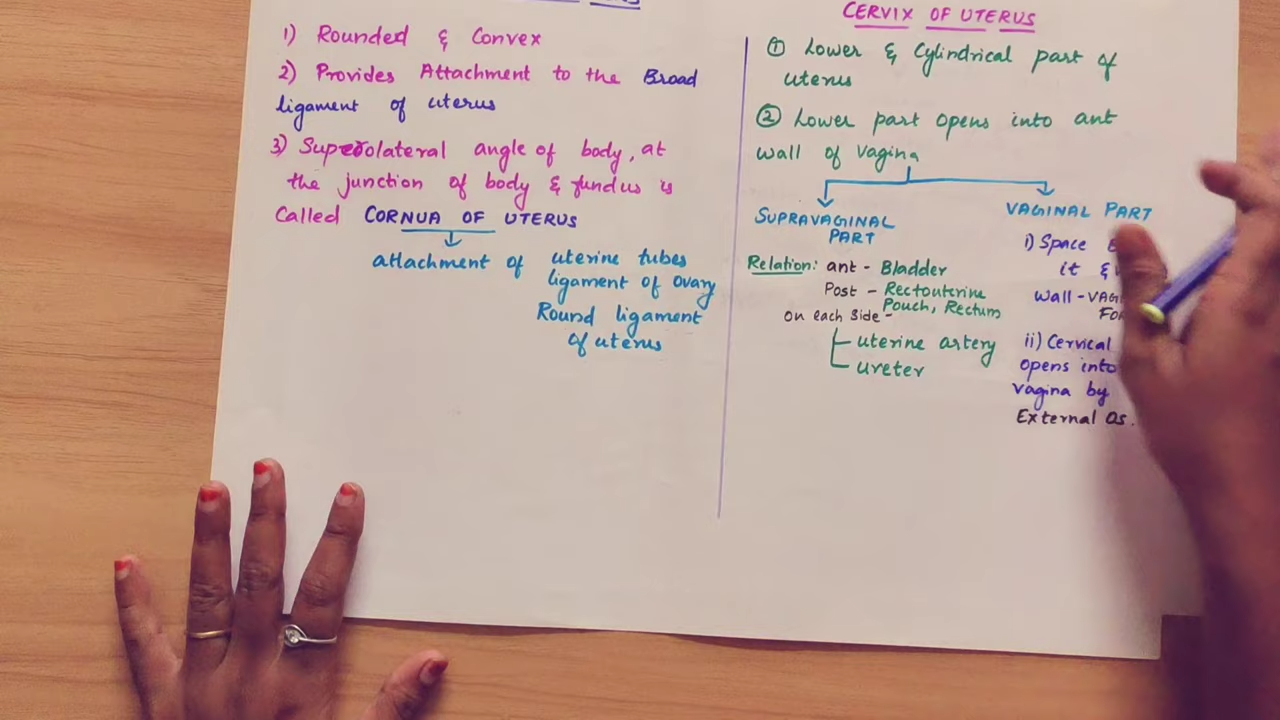 1) Rounded & Convex
2) Provides Attachment to the Broad
ligament of uterus
3) Superolateral angle of body, at
the junction of body & fundus is
Called CORNUA OF UTERUS
attachment of uterine tubes
ligament of ovary
Round ligament
of uterus
CERVIX OF UTERUS
① Lower & Cylindrical part of
uterus
② Lower part opens into ant
wall of vagina
SUPRAVAGINAL
PART
Relation: ant - Bladder
Post - Rectouterine
Pouch, Rectum
on each side -
uterine artery
ureter
VAGINAL PART
i) Space
it &
wall - VAG
FO
ii) Cervical
opens into
vagina by
External Os.